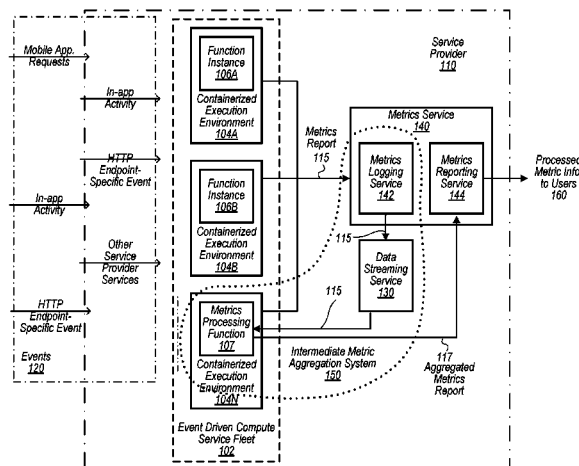 Mobile App.
Requests
In-app
Activity
HTTP
Endpoint-
Specific Event
In-app
Activity
Other
Service
Provider
Services
HTTP
Endpoint-
Specific Event
Events
120
Function
Instance
106A
Containerized
Execution
Environment
104A
Function
Instance
106B
Containerized
Execution
Environment
104B
Metrics
Processing
Function
107
Containerized
Execution
Environment
104N
Event Driven Compute
Service Fleet
102
Service
Provider
110
Metrics
Report
115
Metrics Service
140
Metrics
Logging
Service
142
Metrics
Reporting
Service
144
Processed
Metric Info
to Users
160
115
Data
Streaming
Service
130
115
Intermediate Metric
Aggregation System
150
117
Aggregated
Metrics
Report